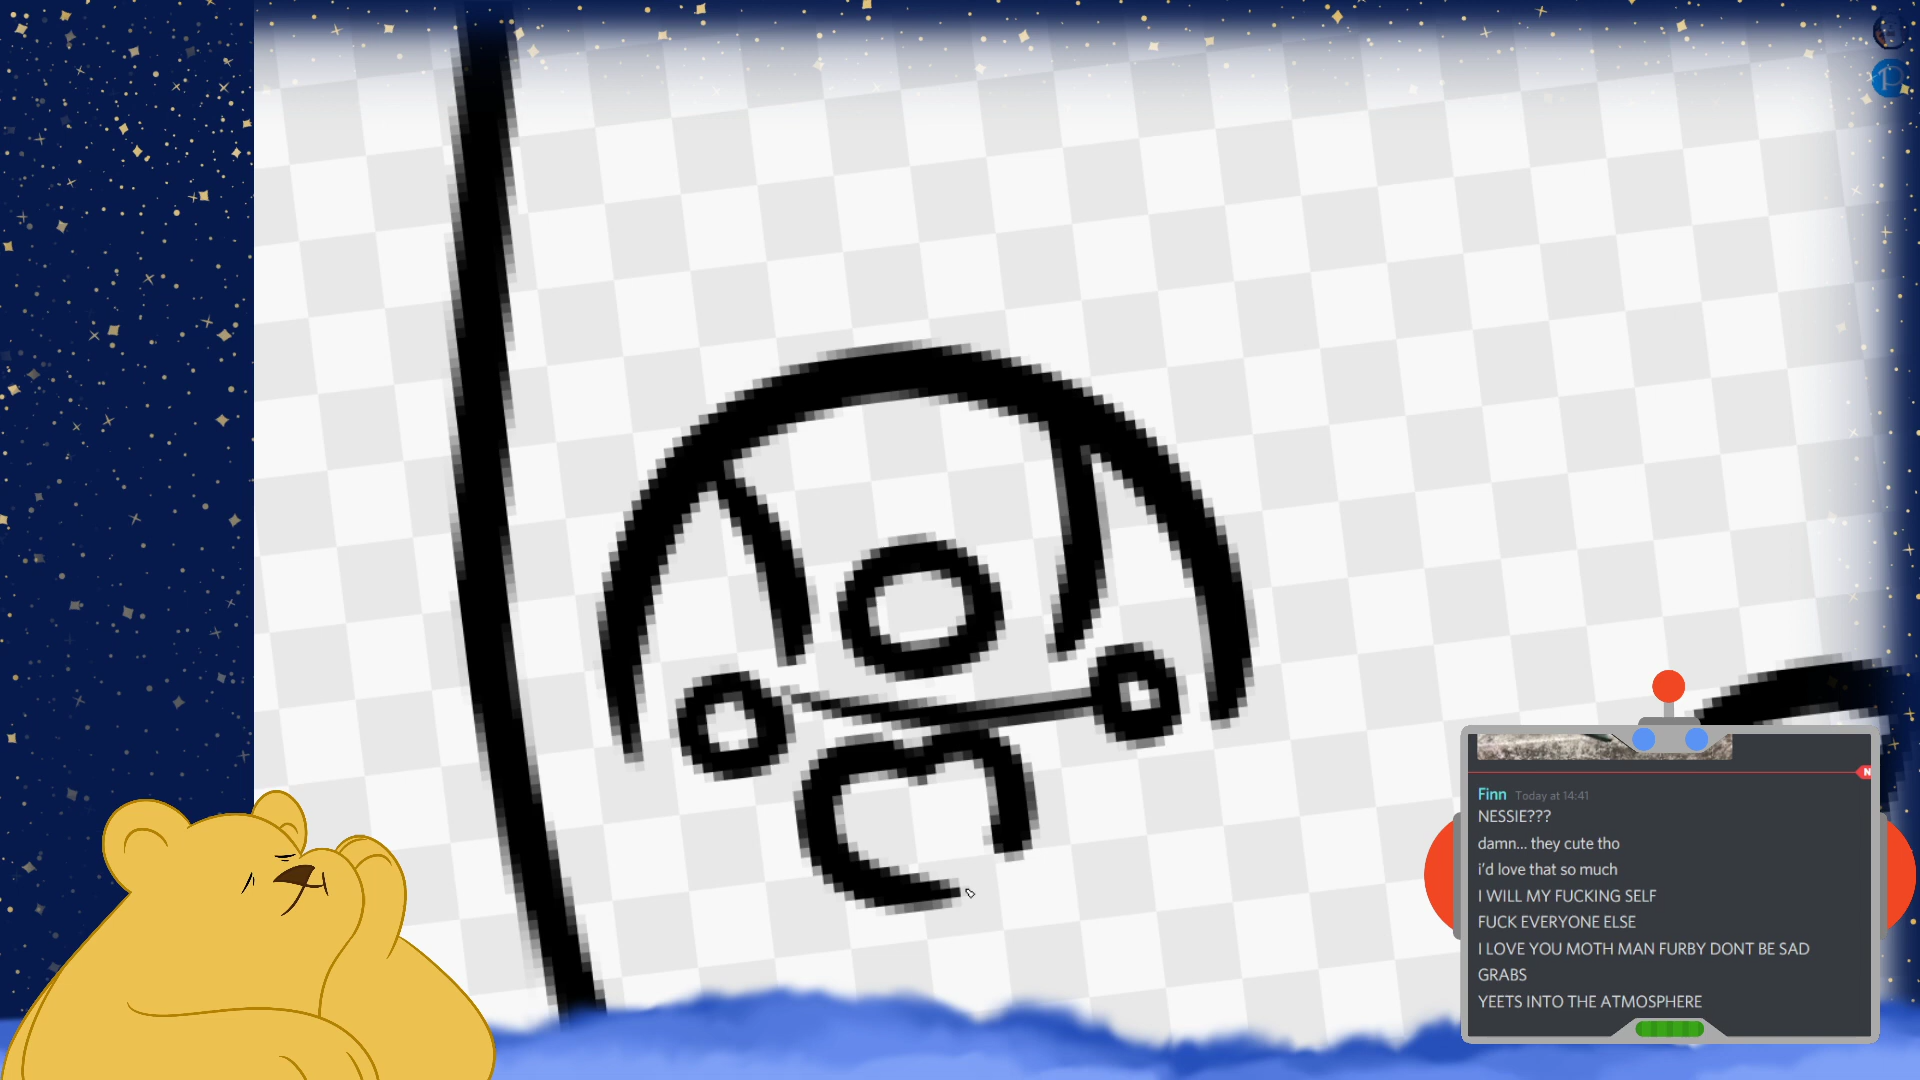 N
Finn Today at 14:41
NESSIE???
damn... they cute tho
i'd love that so much
I WILL MY FUCKING SELF
FUCK EVERYONE ELSE
I LOVE YOU MOTH MAN FURBY DONT BE SAD
GRABS
YEETS INTO THE ATMOSPHERE